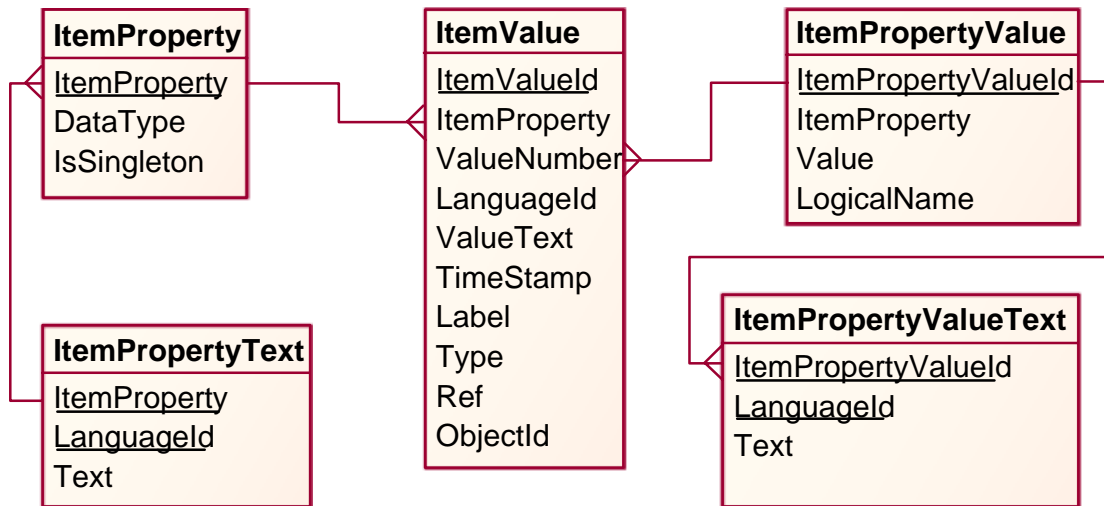 ItemProperty
ItemProperty
DataType
IsSingleton
ItemValue
ItemValueId
ItemProperty
ValueNumber
LanguageId
ValueText
TimeStamp
Label
Type
Ref
ObjectId
ItemPropertyValue
ItemPropertyValueId
ItemProperty
Value
LogicalName
ItemPropertyText
ItemProperty
LanguageId
Text
ItemPropertyValueText
ItemPropertyValueId
LanguageId
Text